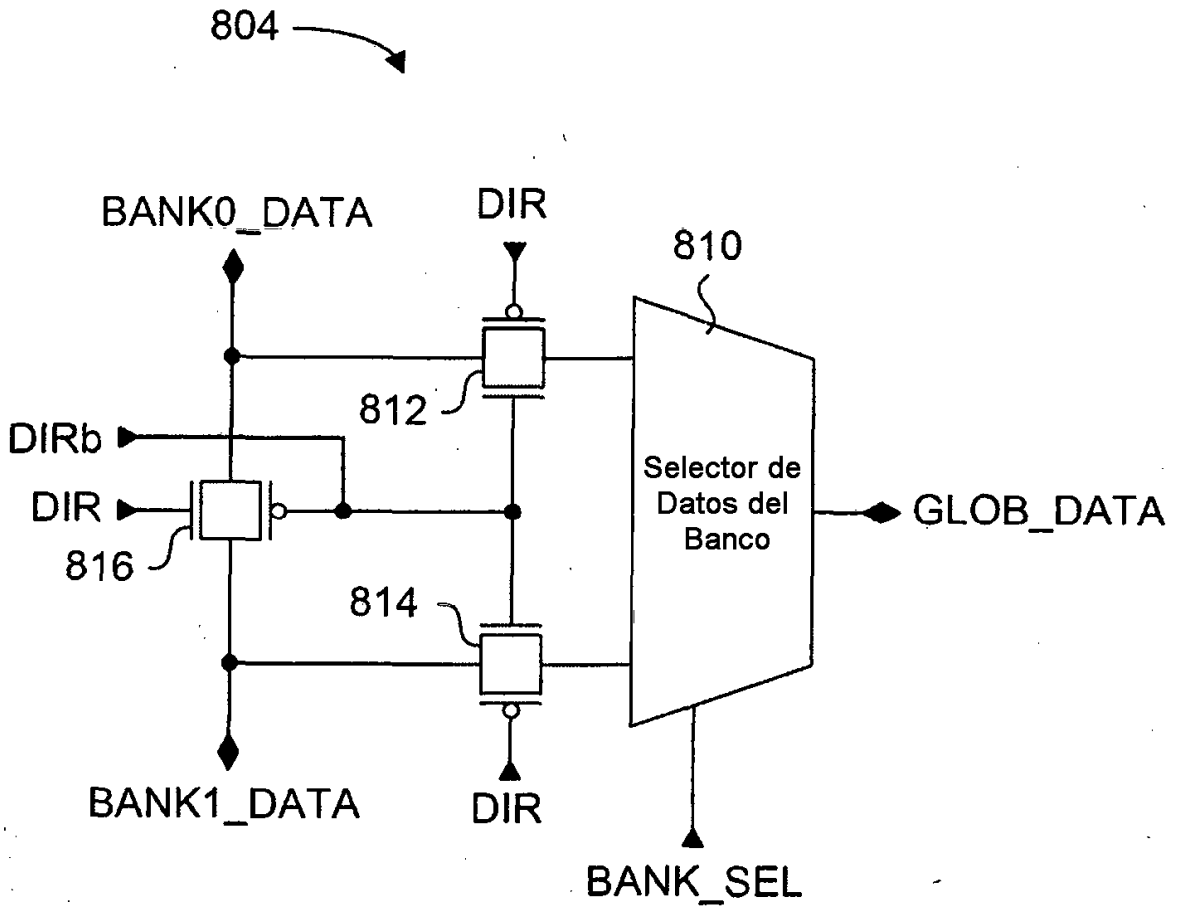 804
BANK0_DATA
DIR
810
812
DIRb
DIR
816
Selector de
Datos del
Banco
GLOB_DATA
814
BANK1_DATA
DIR
BANK_SEL